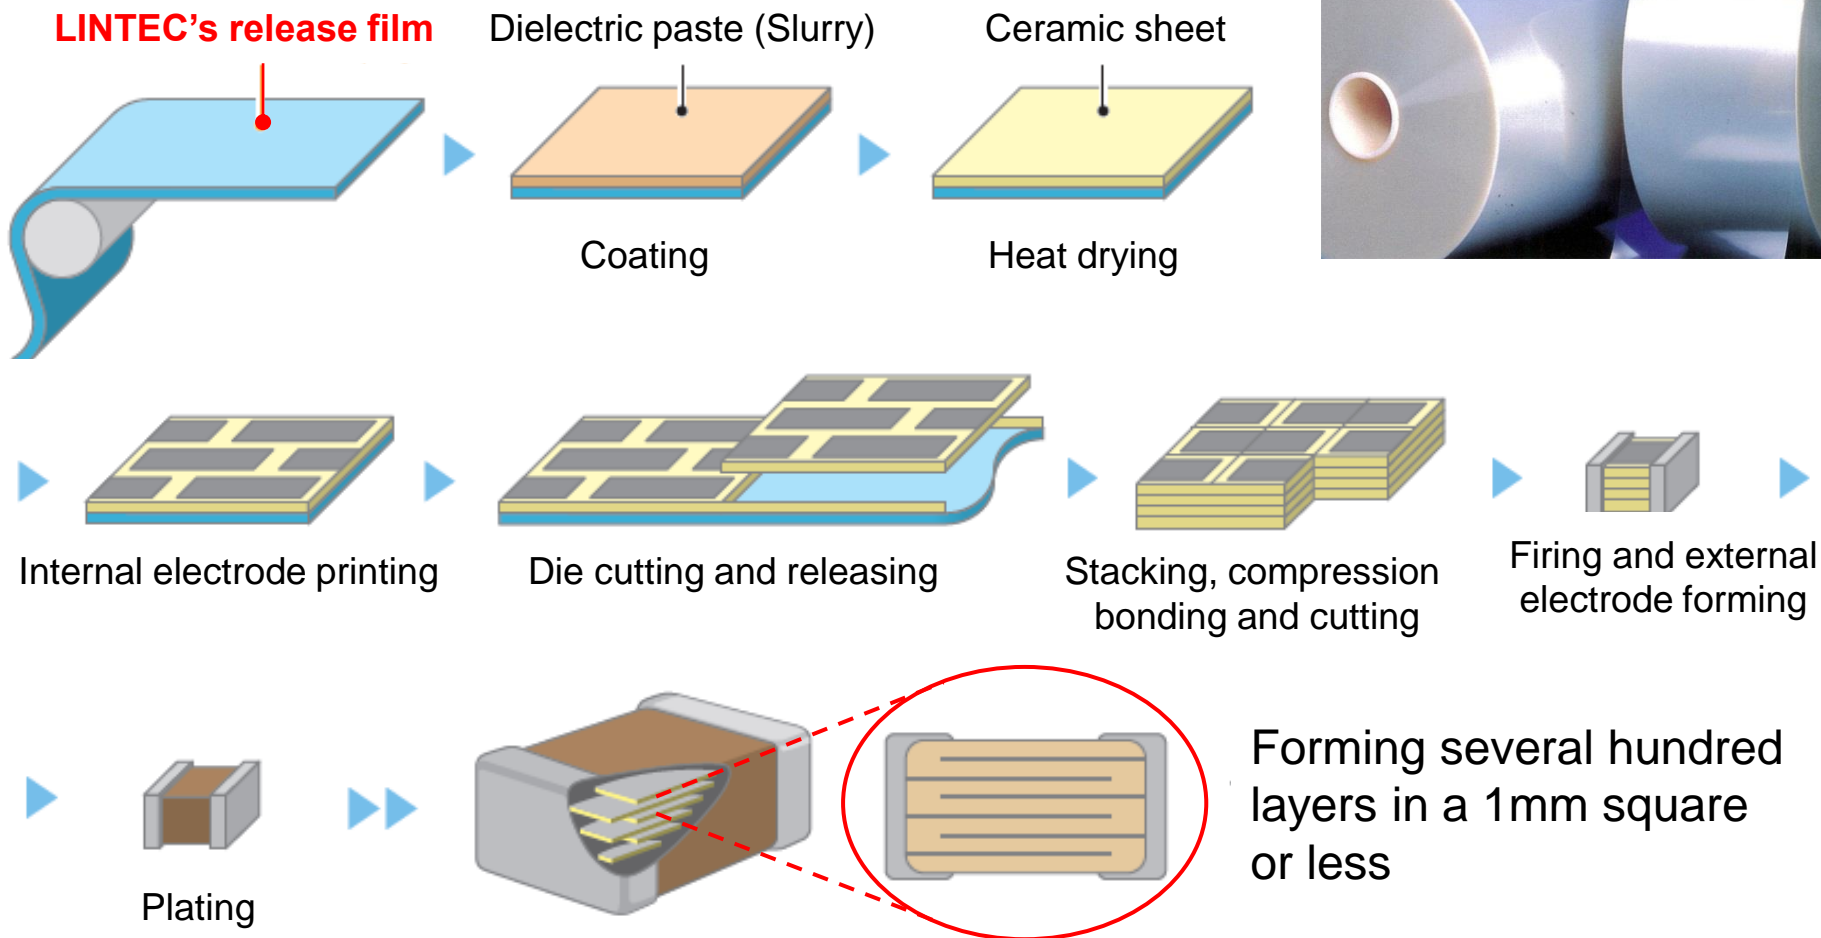 LINTEC's release film
Dielectric paste (Slurry)
Ceramic sheet
Coating
Heat drying
Internal electrode printing
Die cutting and releasing
Stacking, compression
bonding and cutting
Firing and external
electrode forming
Plating
Forming several hundred
layers in a 1mm square
or less